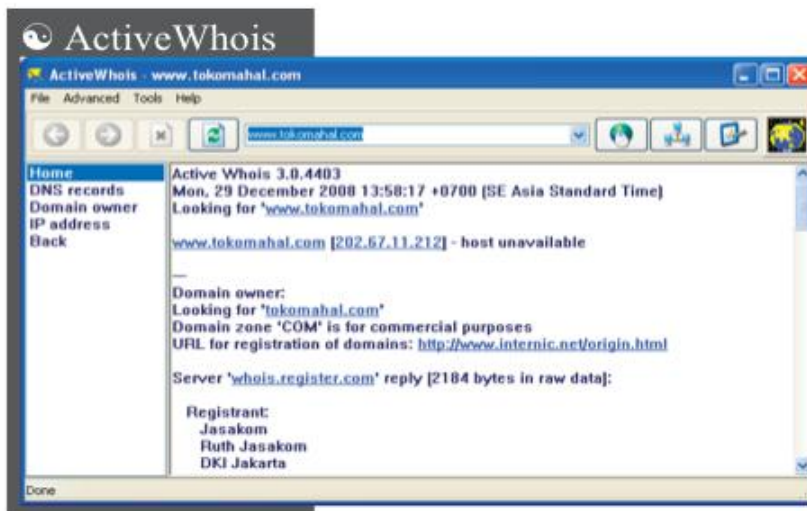 ActiveWhois
ActiveWhois - www.tokomahal.com
File Advanced Tools Help
www.tokomahal.com
Home
DNS records
Domain owner
IP address
Back
Active Whois 3.0.4403
Mon, 29 December 2008 13:58:17 +0700 (SE Asia Standard Time)
Looking for 'www.tokomahal.com'
www.tokomahal.com [202.67.11.212] - host unavailable
—
Domain owner:
Looking for 'tokomahal.com'
Domain zone 'COM' is for commercial purposes
URL for registration of domains: http://www.internic.net/origin.html
Server 'whois.register.com' reply [2184 bytes in raw data]:
Registrant:
Jasakom
Ruth Jasakom
DKI Jakarta
Done